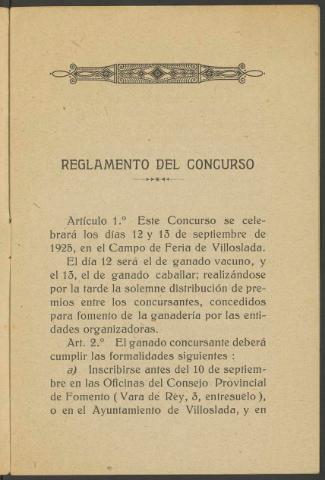 REGLAMENTO DEL CONCURSO
Artículo 1.º Este Concurso se cele-
brará los días 12 y 13 de septiembre de
1925, en el Campo de Feria de Villoslada.
El día 12 será el de ganado vacuno, y
el 13, el de ganado caballar; realizándose
por la tarde la solemne distribución de pre-
mios entre los concursantes, concedidos
para fomento de la ganadería por las enti-
dades organizadoras.
Art. 2.º El ganado concursante deberá
cumplir las formalidades siguientes :
a) Inscribirse antes del 10 de septiem-
bre en las Oficinas del Consejo Provincial
de Fomento ( Vara de Rey, 3, entresuelo ),
o en el Ayuntamiento de Villoslada, y en